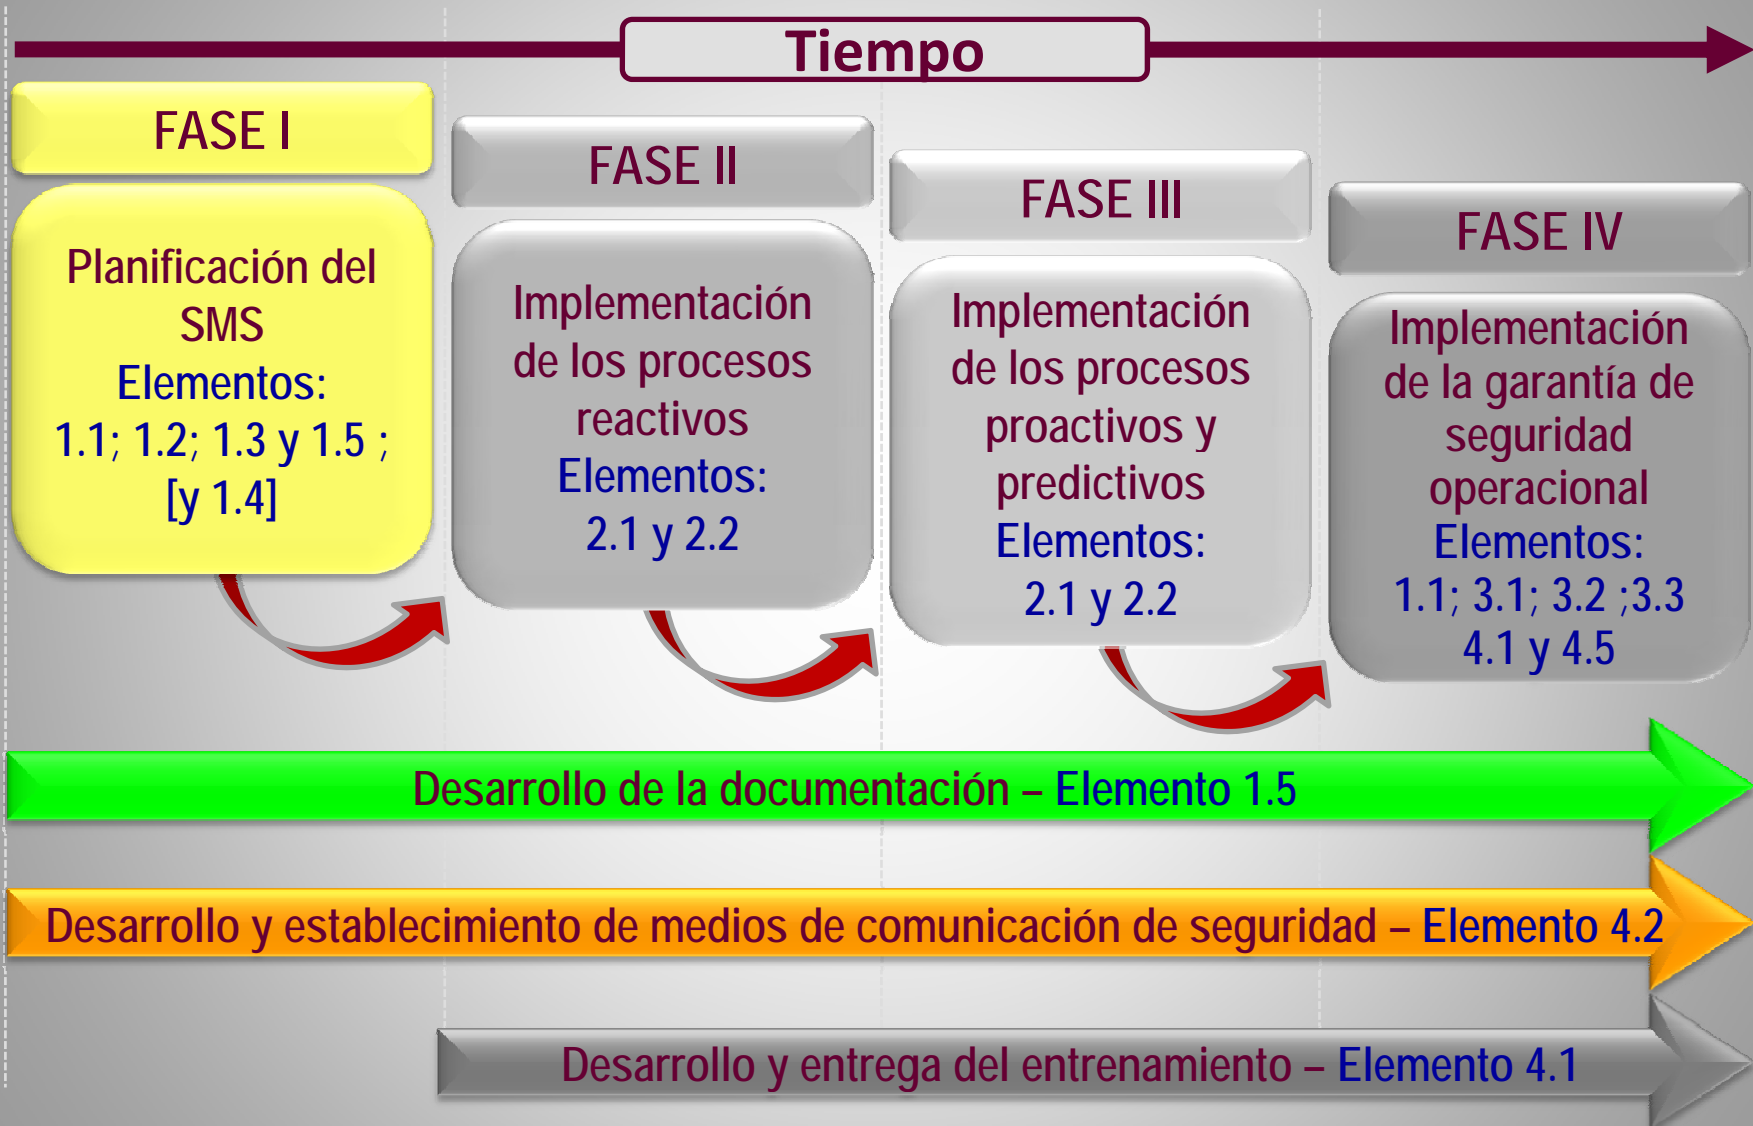 Tiempo
FASE I
Planificación del
SMS
Elementos:
1.1; 1.2; 1.3 y 1.5 ;
[y 1.4]
FASE II
Implementación
de los procesos
reactivos
Elementos:
2.1 y 2.2
FASE III
Implementación
de los procesos
proactivos y
predictivos
Elementos:
2.1 y 2.2
FASE IV
Implementación
de la garantía de
seguridad
operacional
Elementos:
1.1; 3.1; 3.2 ;3.3
4.1 y 4.5
Desarrollo de la documentación – Elemento 1.5
Desarrollo y establecimiento de medios de comunicación de seguridad – Elemento 4.2
Desarrollo y entrega del entrenamiento – Elemento 4.1